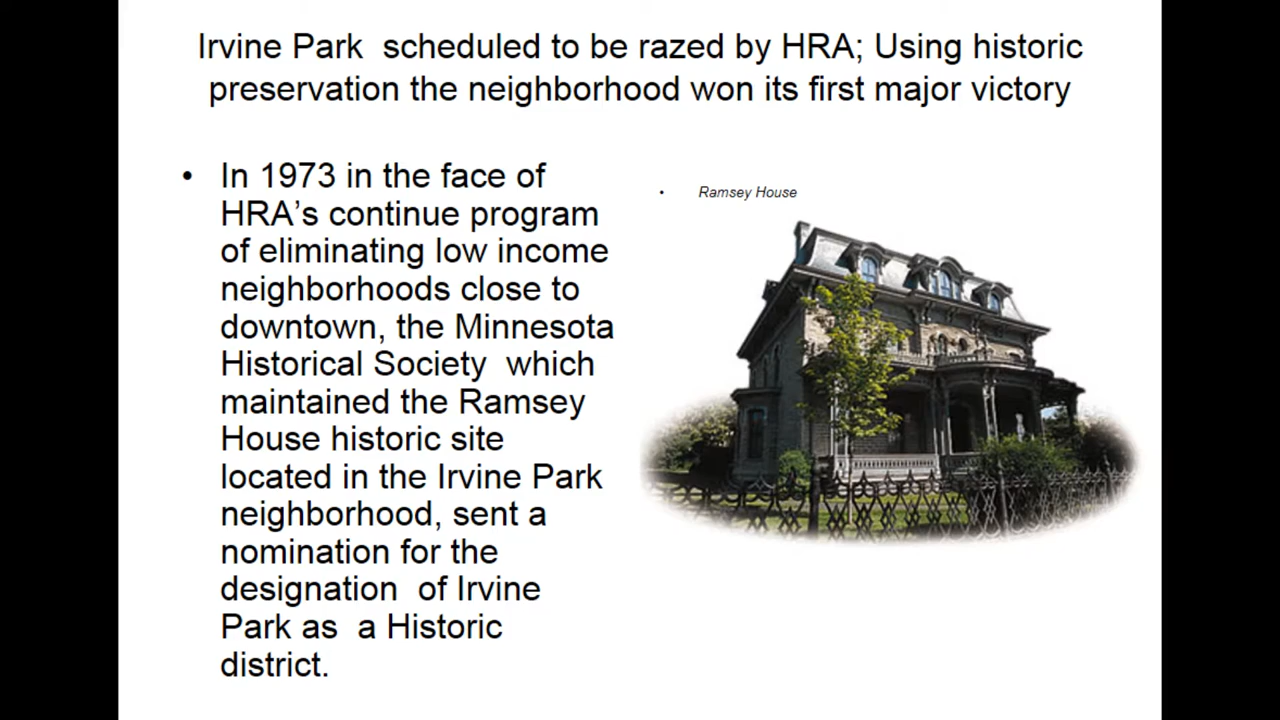 Irvine Park  scheduled to be razed by HRA; Using historic
preservation the neighborhood won its first major victory
• In 1973 in the face of
HRA’s continue program
of eliminating low income
neighborhoods close to
downtown, the Minnesota
Historical Society  which
maintained the Ramsey
House historic site
located in the Irvine Park
neighborhood, sent a
nomination for the
designation  of Irvine
Park as  a Historic
district.
• Ramsey House